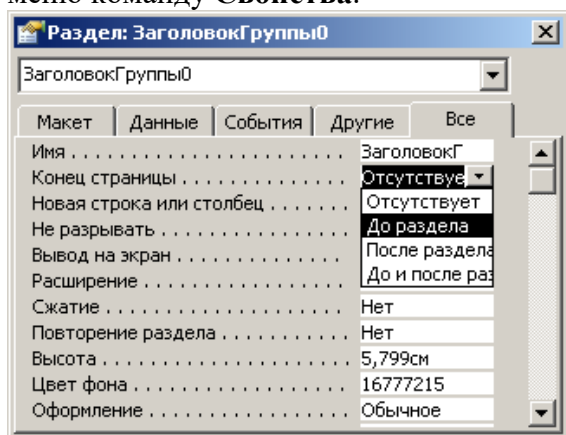 меню команду Свойства.
Раздел: ЗаголовокГруппы0
ЗаголовокГруппы0
Макет Данные События Другие Все
Имя . . . . . . . . . . . . . . . . . . . . . . . ЗаголовокГ
Конец страницы . . . . . . . . . . . . . . Отсутствуе
Новая строка или столбец . . . . . . . Отсутствует
Не разрывать . . . . . . . . . . . . . . . . До раздела
Вывод на экран . . . . . . . . . . . . . . После раздела
Расширение . . . . . . . . . . . . . . . . . До и после раз
Сжатие . . . . . . . . . . . . . . . . . . . . Нет
Повторение раздела . . . . . . . . . . . Нет
Высота . . . . . . . . . . . . . . . . . . . . 5,799см
Цвет фона . . . . . . . . . . . . . . . . . . 16777215
Оформление . . . . . . . . . . . . . . . . . Обычное